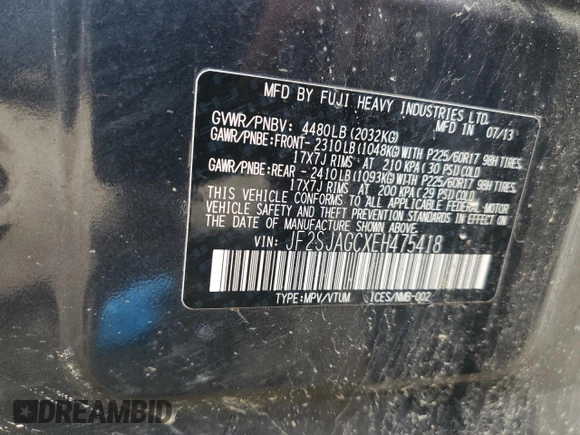 MFD BY FUJI HEAVY INDUSTRIES LTD.
GVWR/PNBV: 4480LB(2032KG) MFD IN 07/13
GAWR/PNBE:FRONT-2310LB(1048KG)WITH P225/60R17 98H TIRES,
17X7J RIMS AT 210 KPA(30 PSI)COLD
GAWR/PNBE:REAR -2410LB(1093KG)WITH P225/60R17 98H TIRES,
17X7J RIMS AT 200 KPA(29 PSI)COLD
THIS VEHICLE CONFORMS TO ALL APPLICABLE FEDERAL MOTOR
VEHICLE SAFETY AND THEFT PREVENTION STANDARDS IN EFFECT ON
THE DATE OF MANUFACTURE SHOWN ABOVE.
VIN: JF2SJAGCXEH475418
TYPE:MPV/VTUM ICES/NMB-002
DREAMBID